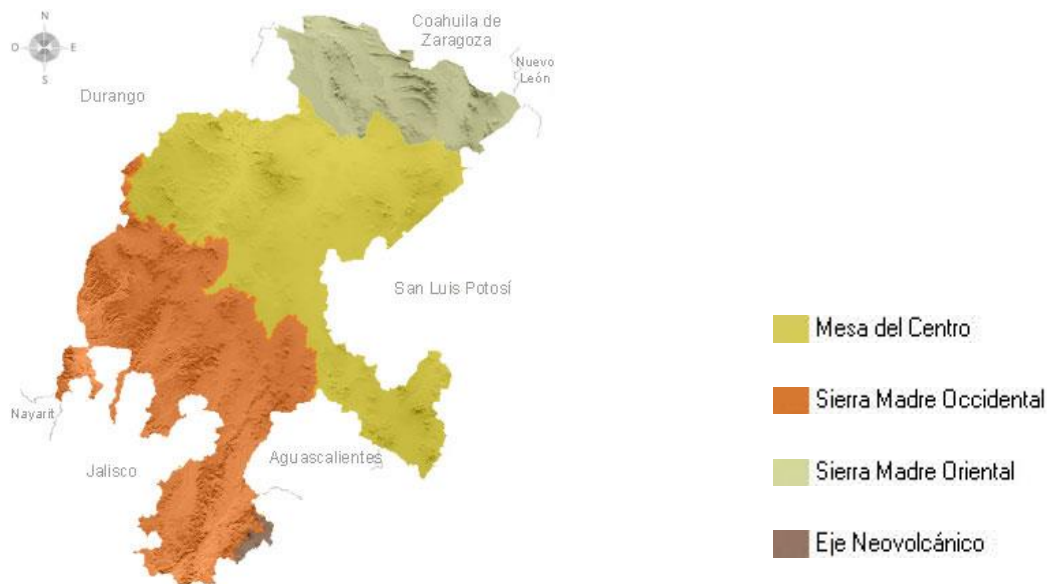 N
O
E
S
Coahuila de
Zaragoza
Nuevo
León
Durango
San Luis Potosí
Nayarit
Jalisco
Aguascalientes
Mesa del Centro
Sierra Madre Occidental
Sierra Madre Oriental
Eje Neovolcánico